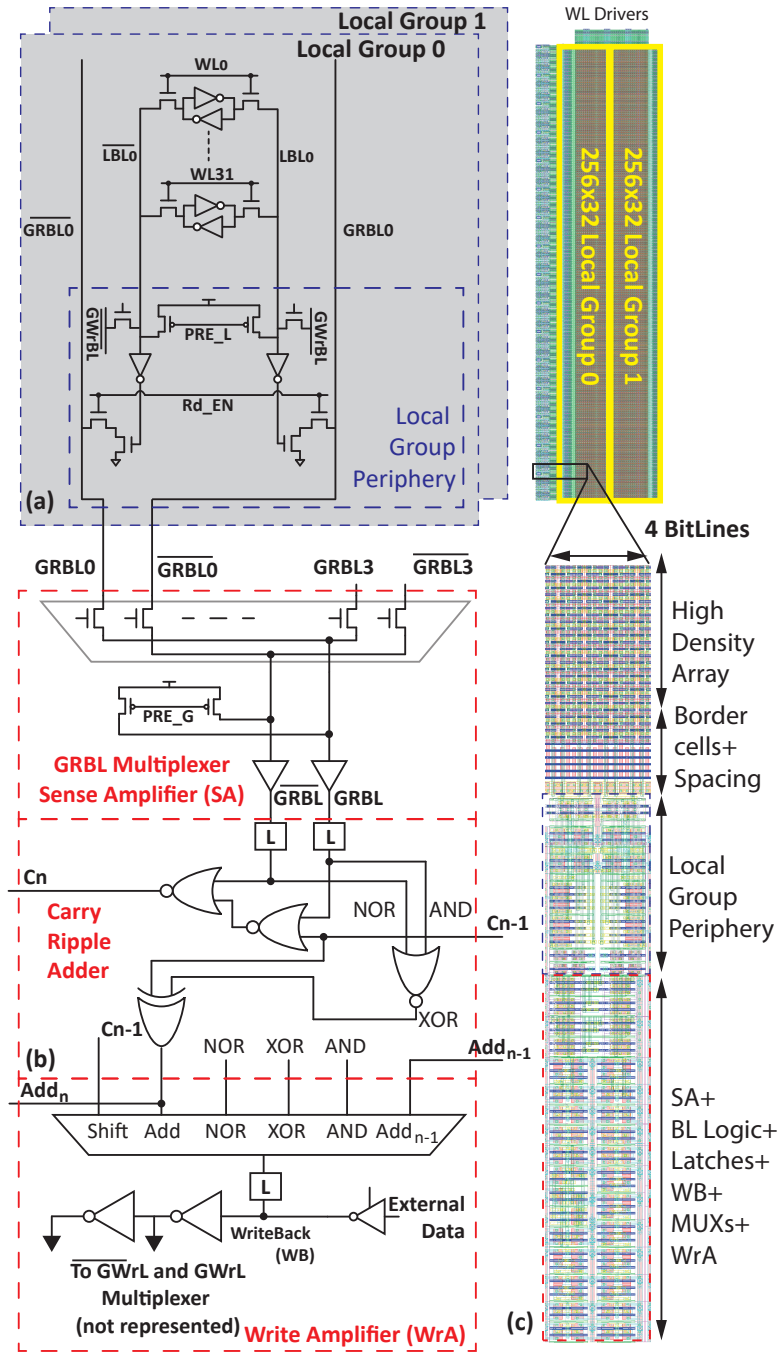 Local Group 1
Local Group 0
WL0
LBL0
LBL0
WL31
GRBL0
GRBL0
GWrBL
PRE_L
GWrBL
Rd_EN
Local
Group
Periphery
(a)
GRBL0
GRBL0
GRBL3
GRBL3
PRE_G
GRBL Multiplexer
Sense Amplifier (SA)
GRBL
GRBL
L
L
Cn
Carry
Ripple
Adder
NOR
AND
Cn-1
XOR
Cn-1
(b)
NOR
XOR
AND
Addn-1
Addn
Shift
Add
NOR
XOR
AND
Addn-1
L
External
Data
WriteBack
(WB)
To GWrL and GWrL
Multiplexer
(not represented)
Write Amplifier (WrA)
WL Drivers
256x32 Local Group 0
256x32 Local Group 1
4 BitLines
High
Density
Array
Border
cells+
Spacing
Local
Group
Periphery
SA+
BL Logic+
Latches+
WB+
MUXs+
WrA
(c)